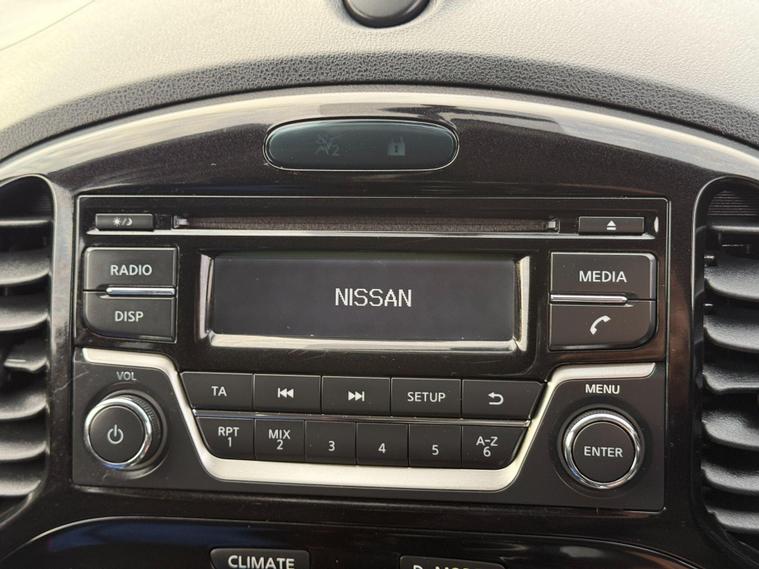 RADIO
MEDIA
NISSAN
DISP
VOL
TA
SETUP
MENU
RPT
1
MIX
2
3
4
5
A-Z
6
ENTER
CLIMATE